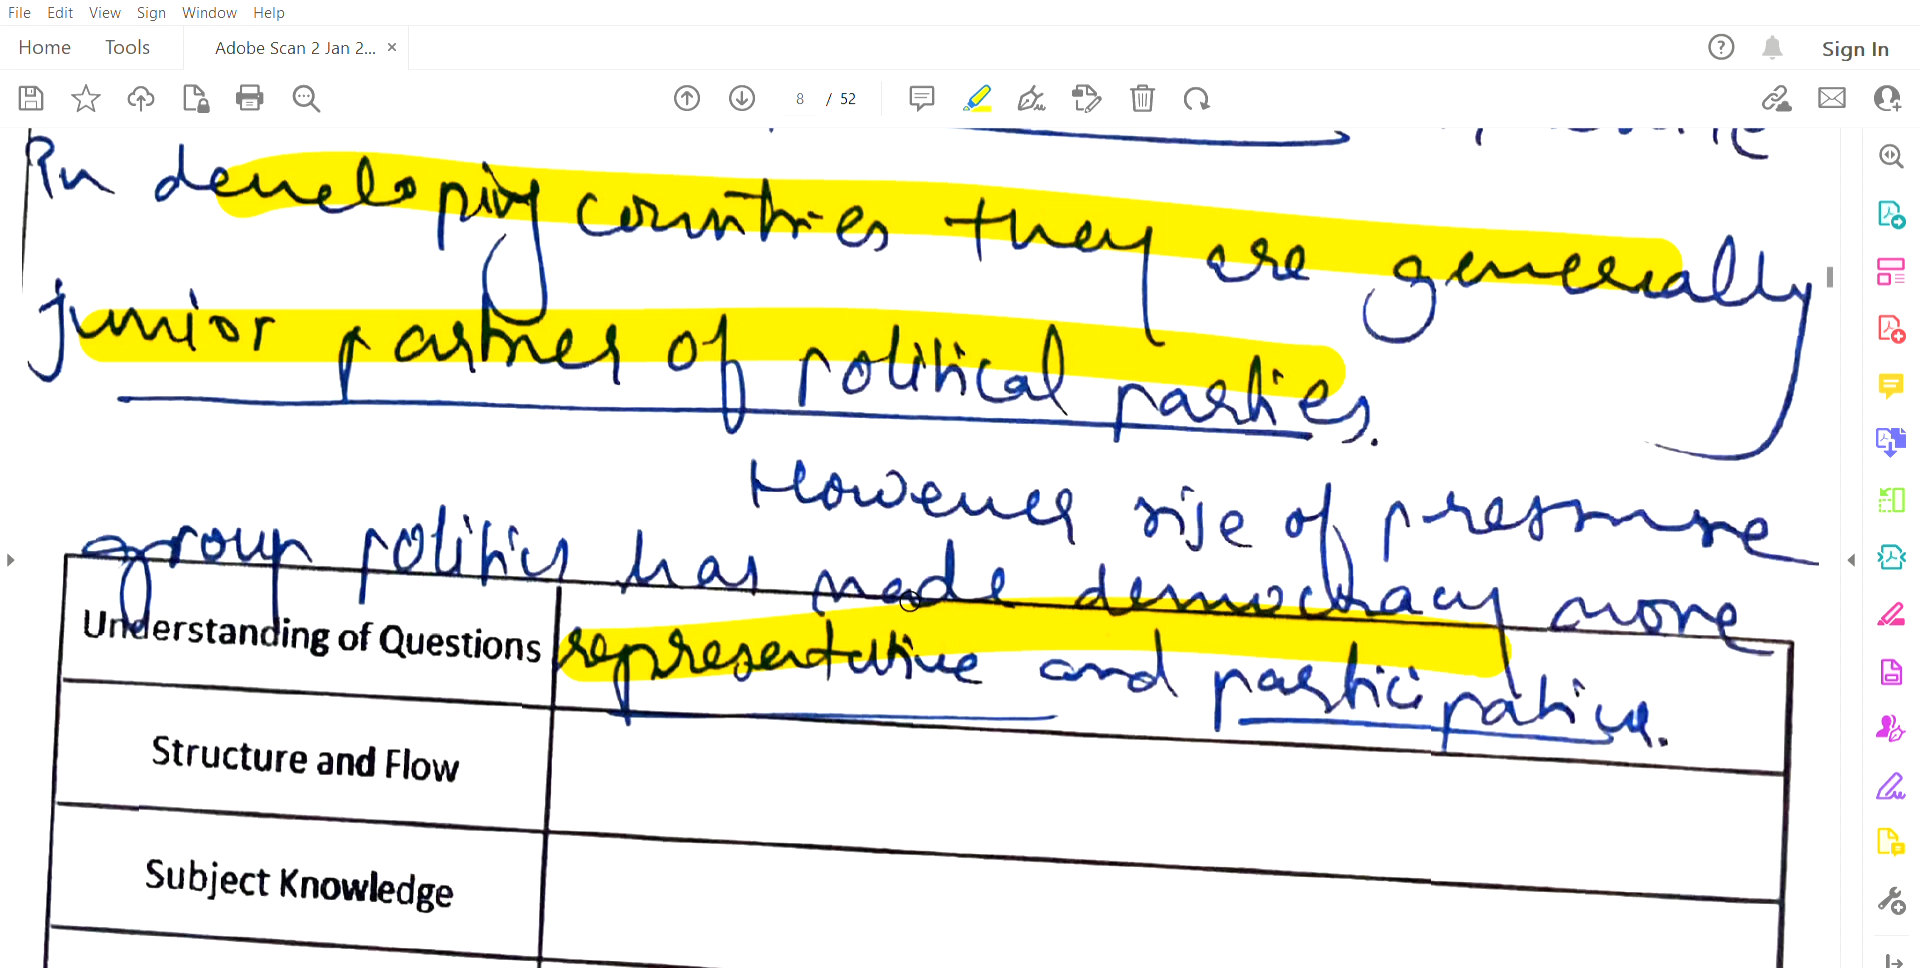 File Edit View Sign Window Help
Home Tools Adobe Scan 2 Jan 2... × Sign In
8 / 52
In developing countries they are generally
junior partner of political parties.
However rise of pressure
group politics has made democracy more
representative and participative.
Understanding of Questions
Structure and Flow
Subject Knowledge